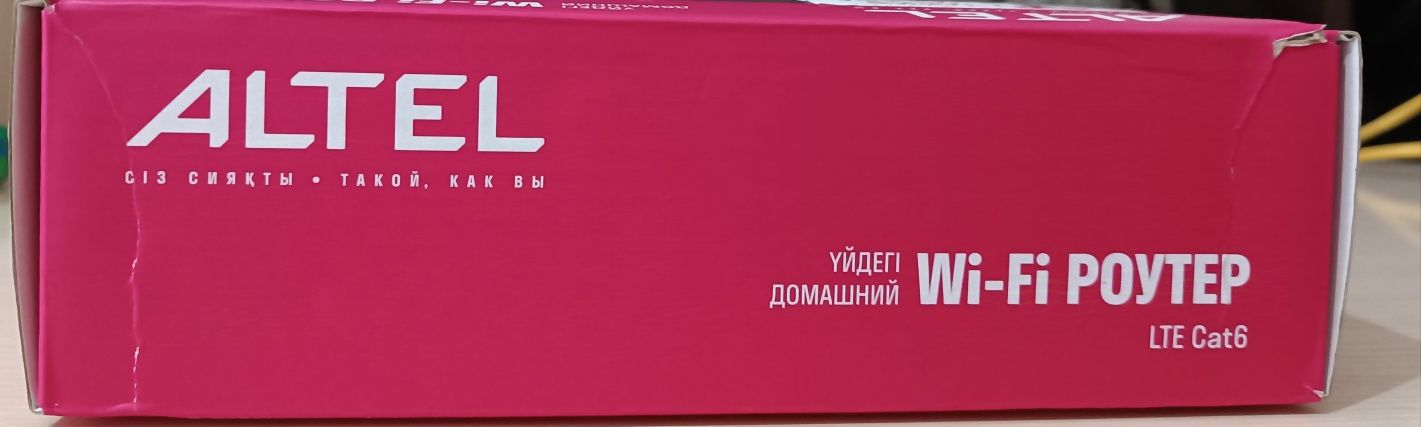 ALTEL
СІЗ СИЯҚТЫ • ТАКОЙ, КАК ВЫ
ҮЙДЕГІ
ДОМАШНИЙ
Wi-Fi РОУТЕР
LTE Cat6